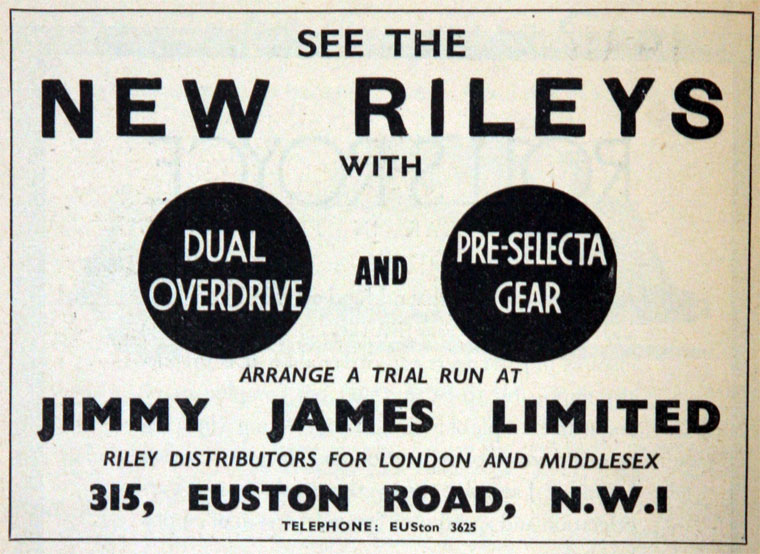 SEE THE
NEW RILEYS
WITH
DUAL
OVERDRIVE
AND
PRE-SELECTA
GEAR
ARRANGE A TRIAL RUN AT
JIMMY JAMES LIMITED
RILEY DISTRIBUTORS FOR LONDON AND MIDDLESEX
315, EUSTON ROAD, N.W.1
TELEPHONE: EUSton 3625